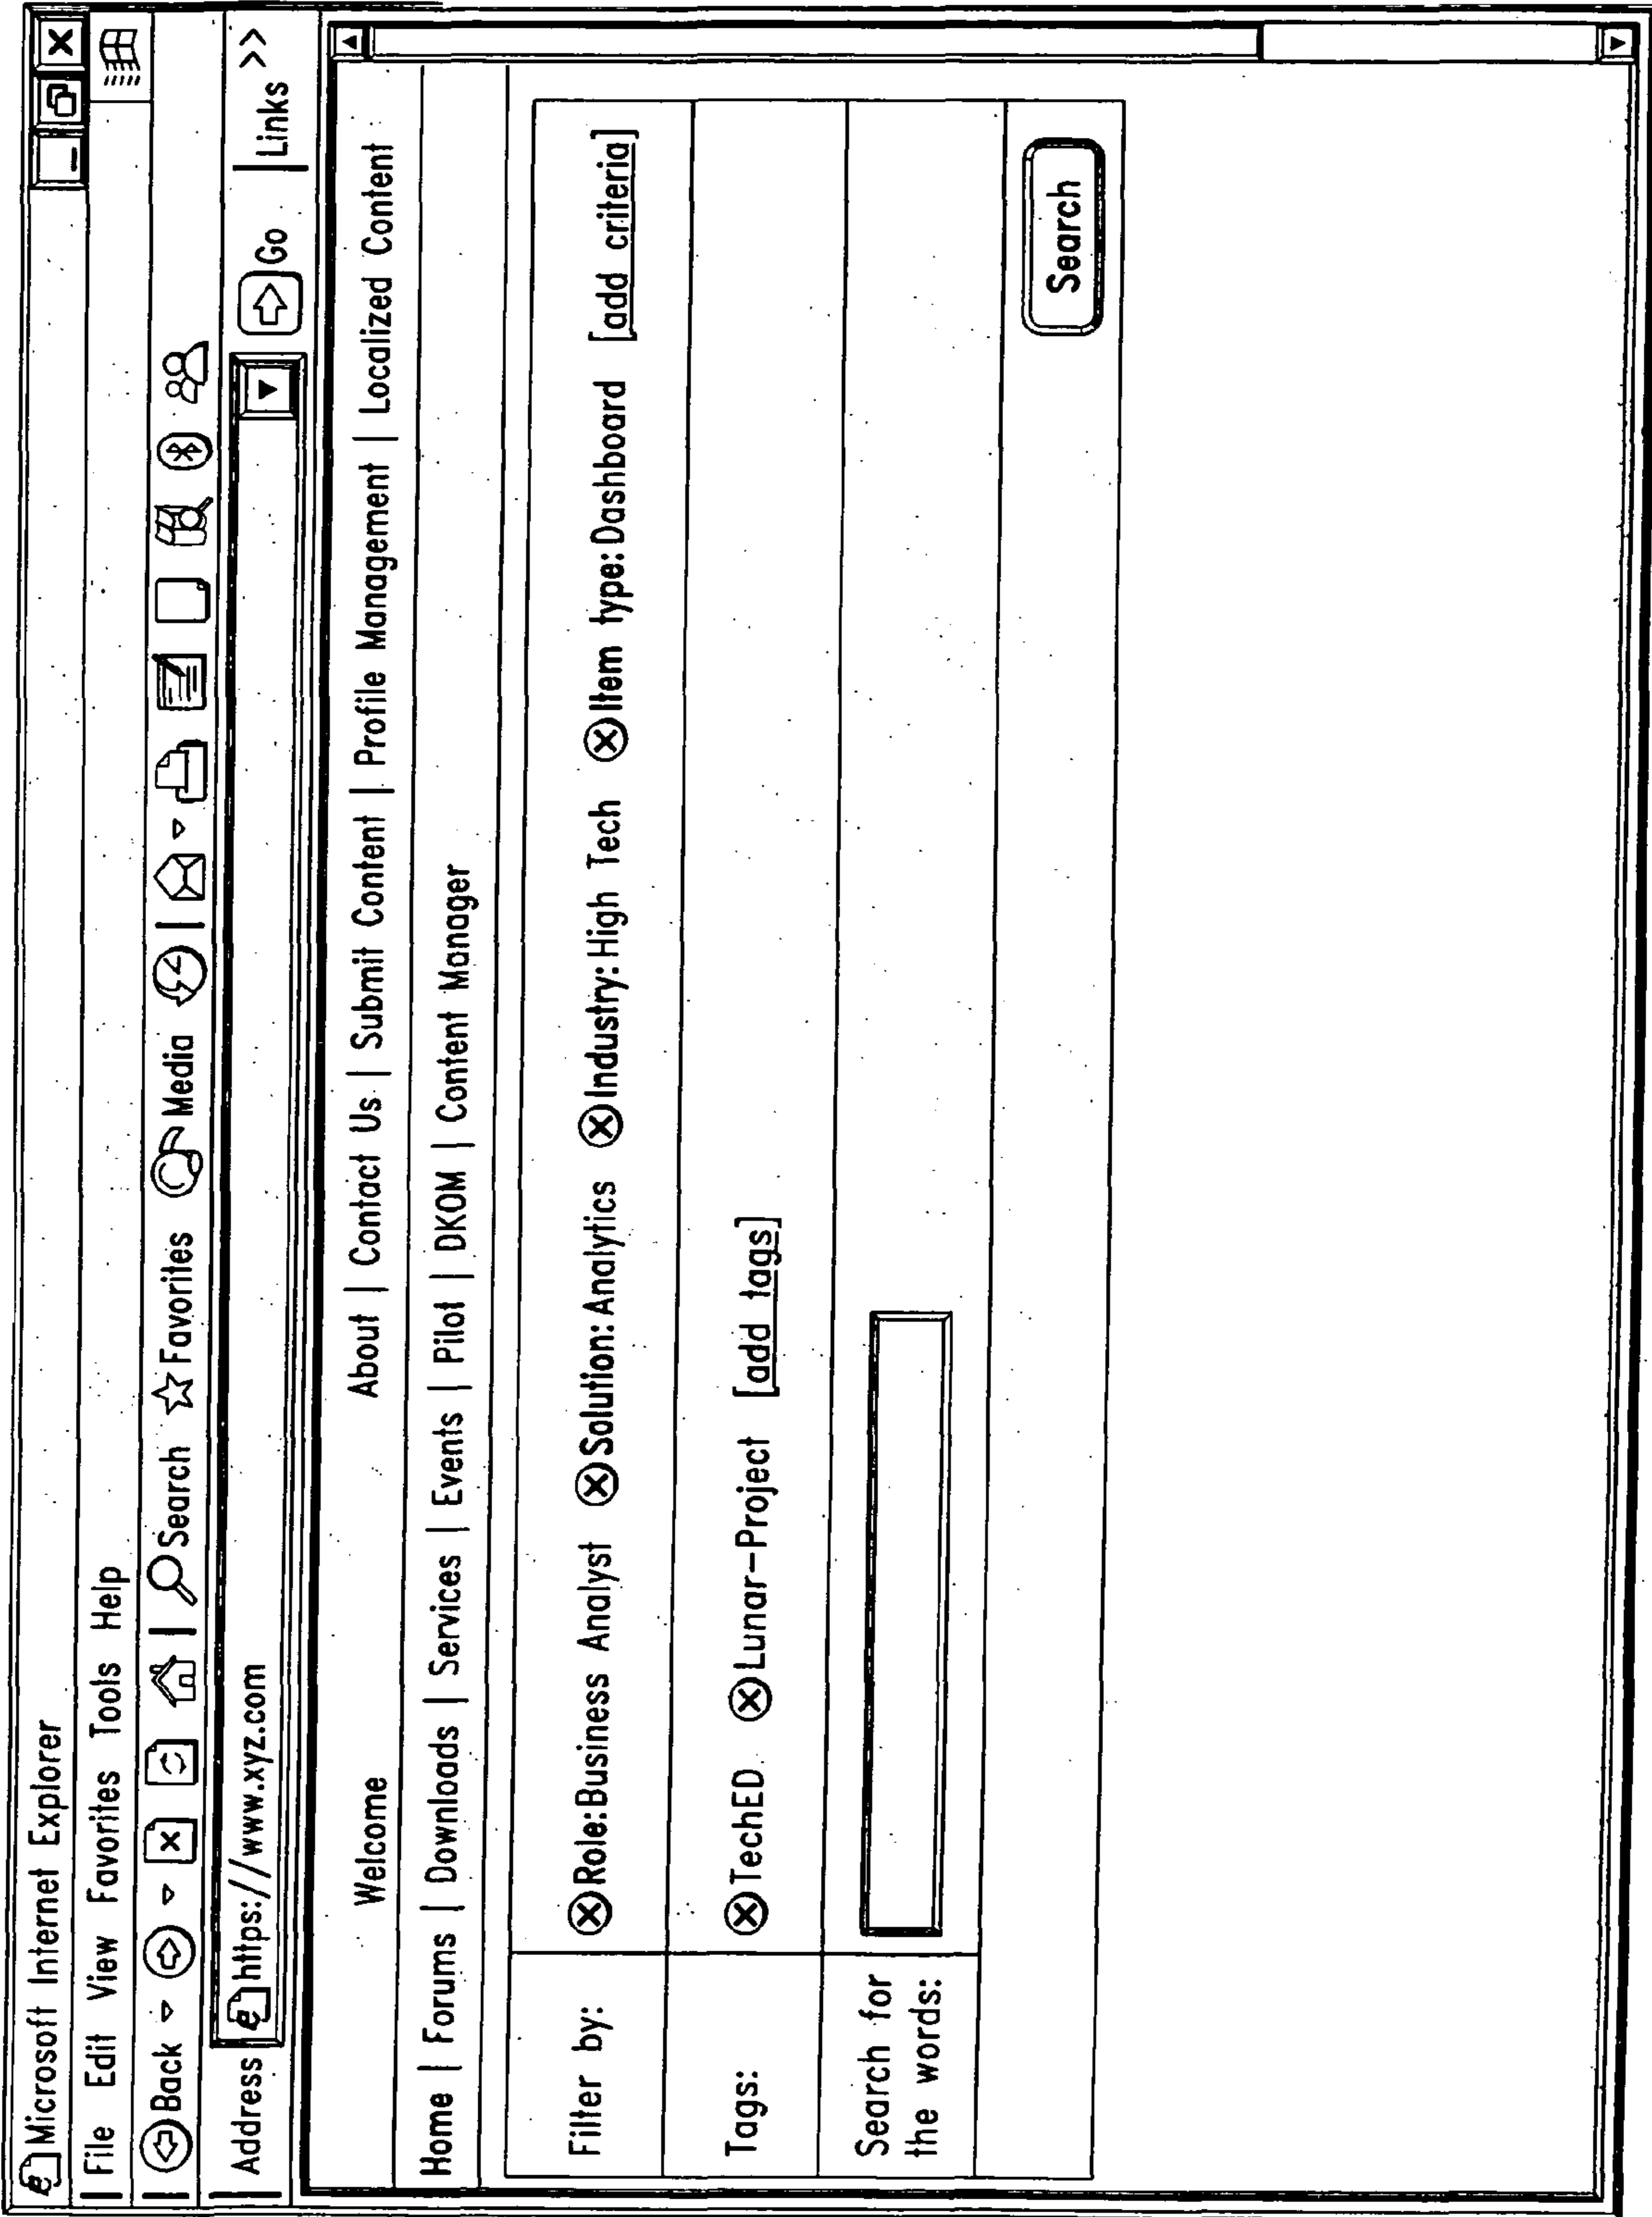 Microsoft Internet Explorer
File Edit View Favorites Tools Help
Back Search Favorites Media
Address https://www.xyz.com Go Links >>
Welcome About | Contact Us | Submit Content | Profile Management | Localized Content
Home | Forums | Downloads | Services | Events | Pilot | DKOM | Content Manager
Filter by: Role:Business Analyst Solution:Analytics Industry:High Tech Item type:Dashboard [add criteria]
Tags: TechED Lunar-Project [add tags]
Search for
the words:
Search